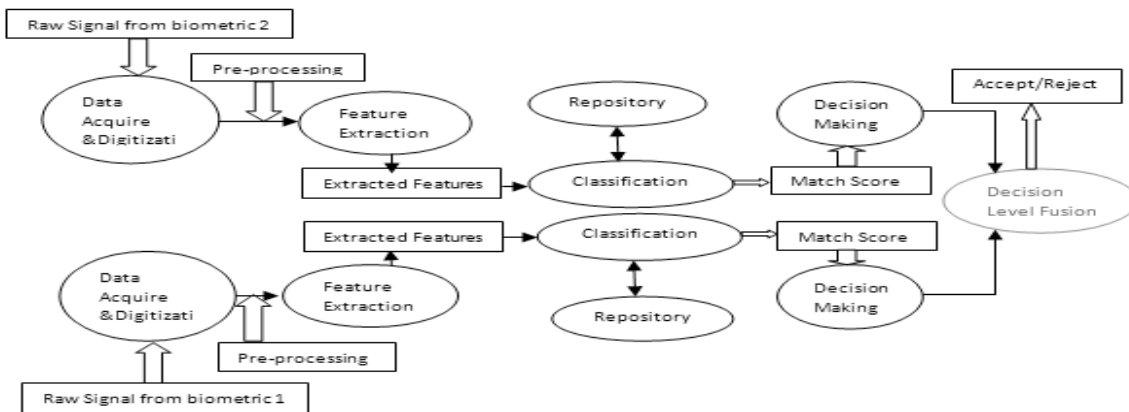 Raw Signal from biometric 2
Pre-processing
Data
Acquire
&Digitizati
Feature
Extraction
Extracted Features
Repository
Classification
Decision
Making
Match Score
Accept/Reject
Decision
Level Fusion
Extracted Features
Classification
Match Score
Data
Acquire
&Digitizati
Feature
Extraction
Repository
Decision
Making
Pre-processing
Raw Signal from biometric 1